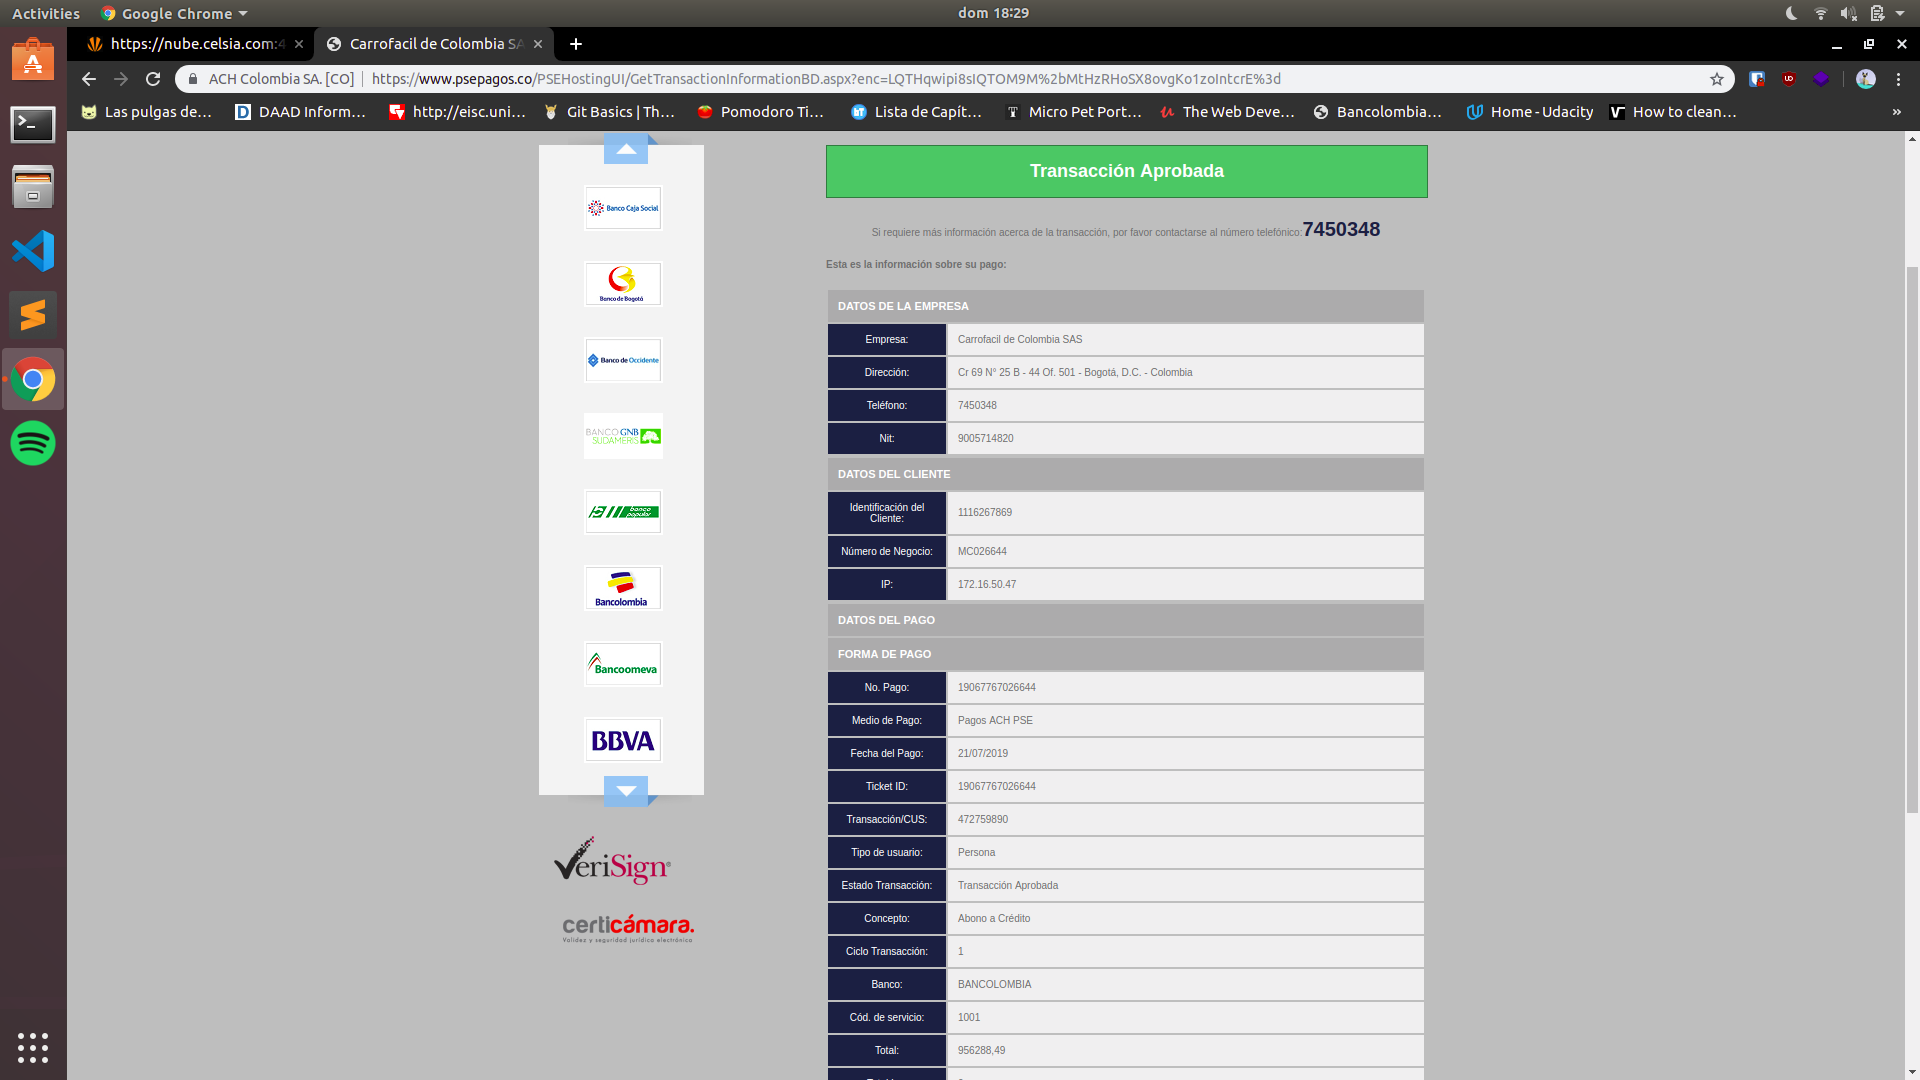 Activities
Google Chrome
dom 18:29
https://nube.celsia.com:4
Carrofacil de Colombia SA
ACH Colombia SA. [CO]
https://www.psepagos.co/PSEHostingUI/GetTransactionInformationBD.aspx?enc=LQTHqwipi8sIQTOM9M%2bMtHzRHoSX8ovgKo1zoIntcrE%3d
Las pulgas de...
DAAD Inform...
http://eisc.uni...
Git Basics | Th...
Pomodoro Ti...
Lista de Capít...
Micro Pet Port...
The Web Deve...
Bancolombia...
Home - Udacity
How to clean...
»
Banco Caja Social
Banco de Bogotá
Banco de Occidente
BANCO GNB
SUDAMERIS
banco
popular
Bancolombia
Bancoomeva
BBVA
VeriSign
certicámara.
Validez y seguridad jurídica electrónica
Transacción Aprobada
Si requiere más información acerca de la transacción, por favor contactarse al número telefónico:7450348
Esta es la información sobre su pago:
DATOS DE LA EMPRESA
Empresa: Carrofacil de Colombia SAS
Dirección: Cr 69 N° 25 B - 44 Of. 501 - Bogotá, D.C. - Colombia
Teléfono: 7450348
Nit: 9005714820
DATOS DEL CLIENTE
Identificación del
Cliente: 1116267869
Número de Negocio: MC026644
IP: 172.16.50.47
DATOS DEL PAGO
FORMA DE PAGO
No. Pago: 19067767026644
Medio de Pago: Pagos ACH PSE
Fecha del Pago: 21/07/2019
Ticket ID: 19067767026644
Transacción/CUS: 472759890
Tipo de usuario: Persona
Estado Transacción: Transacción Aprobada
Concepto: Abono a Crédito
Ciclo Transacción: 1
Banco: BANCOLOMBIA
Cód. de servicio: 1001
Total: 956288,49